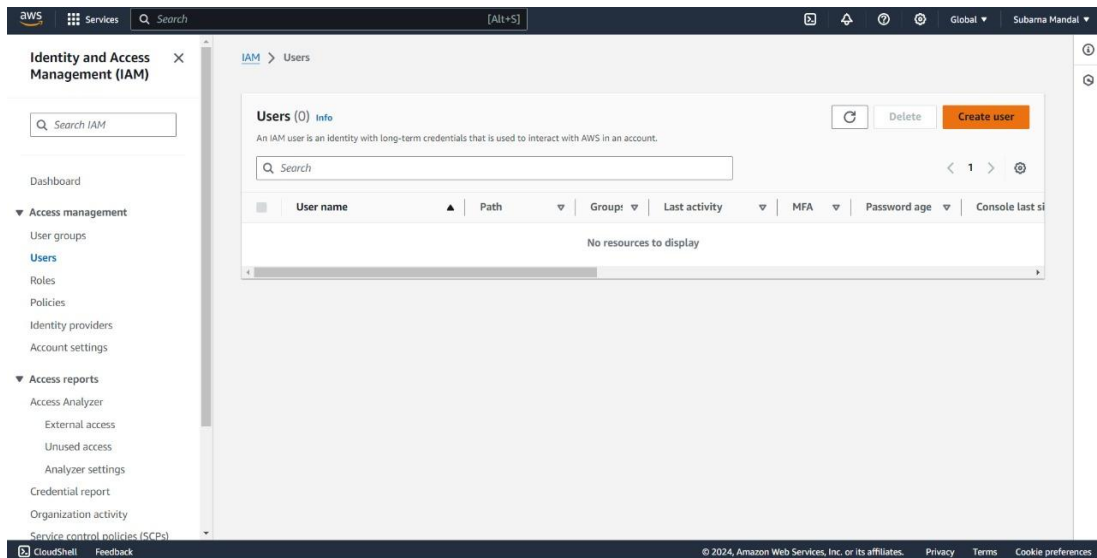 aws Services Search [Alt+S] Global Subarna Mandal
Identity and Access
Management (IAM)
Search IAM
Dashboard
Access management
User groups
Users
Roles
Policies
Identity providers
Account settings
Access reports
Access Analyzer
External access
Unused access
Analyzer settings
Credential report
Organization activity
Service control policies (SCPs)
IAM > Users
Users (0) Info
Delete
Create user
An IAM user is an identity with long-term credentials that is used to interact with AWS in an account.
Search
1
User name Path Groups Last activity MFA Password age Console last si
No resources to display
CloudShell Feedback © 2024, Amazon Web Services, Inc. or its affiliates. Privacy Terms Cookie preferences